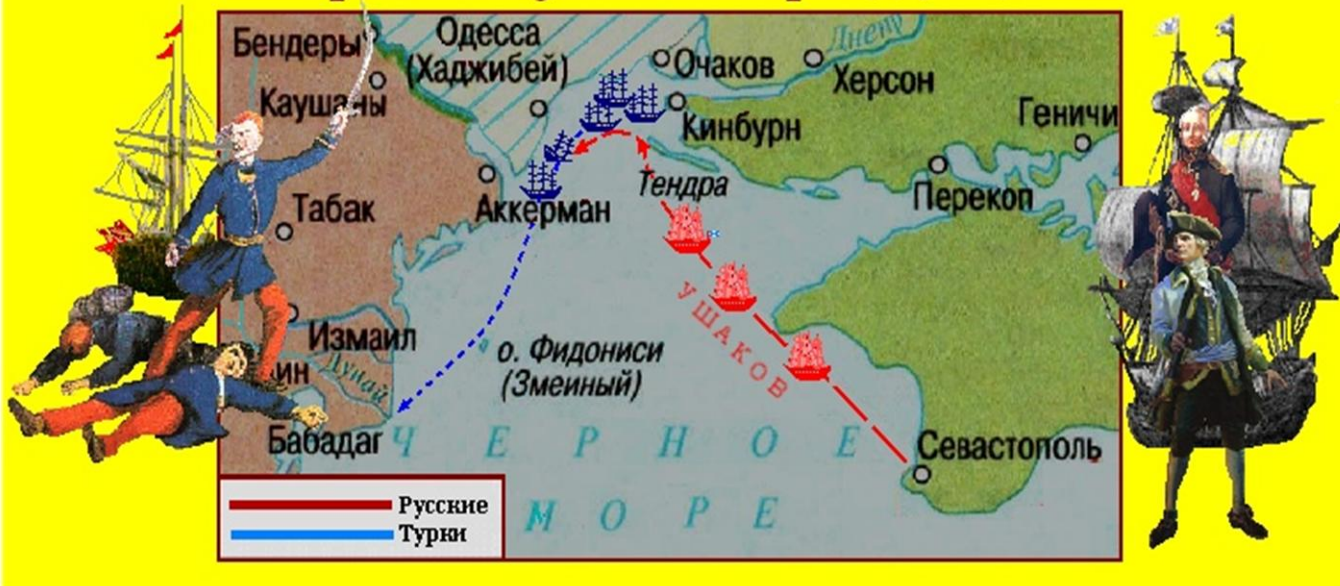 Бендеры
Одесса
(Хаджибей)
Очаков
Днепр
Херсон
Каушаны
Кинбурн
Геничи
Тендра
Перекоп
Табак
Аккерман
УШАКОВ
Измаил
о. Фидониси
(Змеиный)
ин
Дунай
Бабадаг
Севастополь
ЧЕРНОЕ
МОРЕ
Русские
Турки